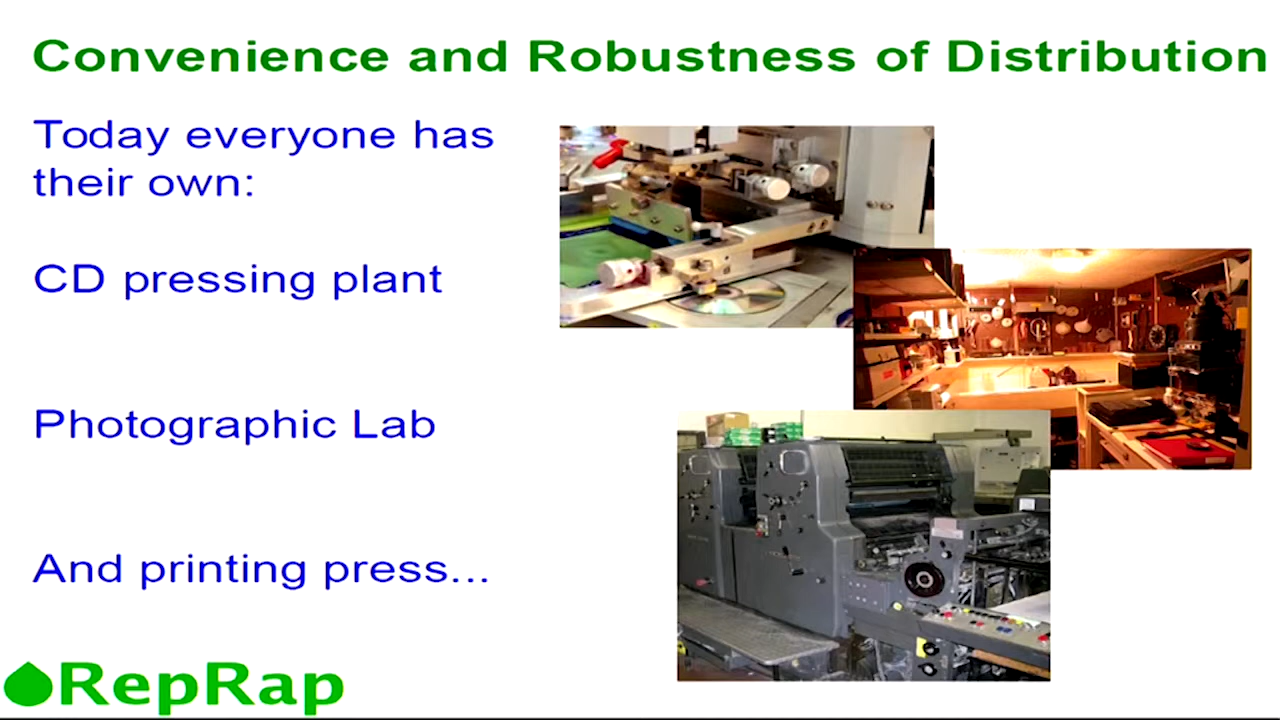 Convenience and Robustness of Distribution
Today everyone has
their own:
CD pressing plant
Photographic Lab
And printing press...
RepRap